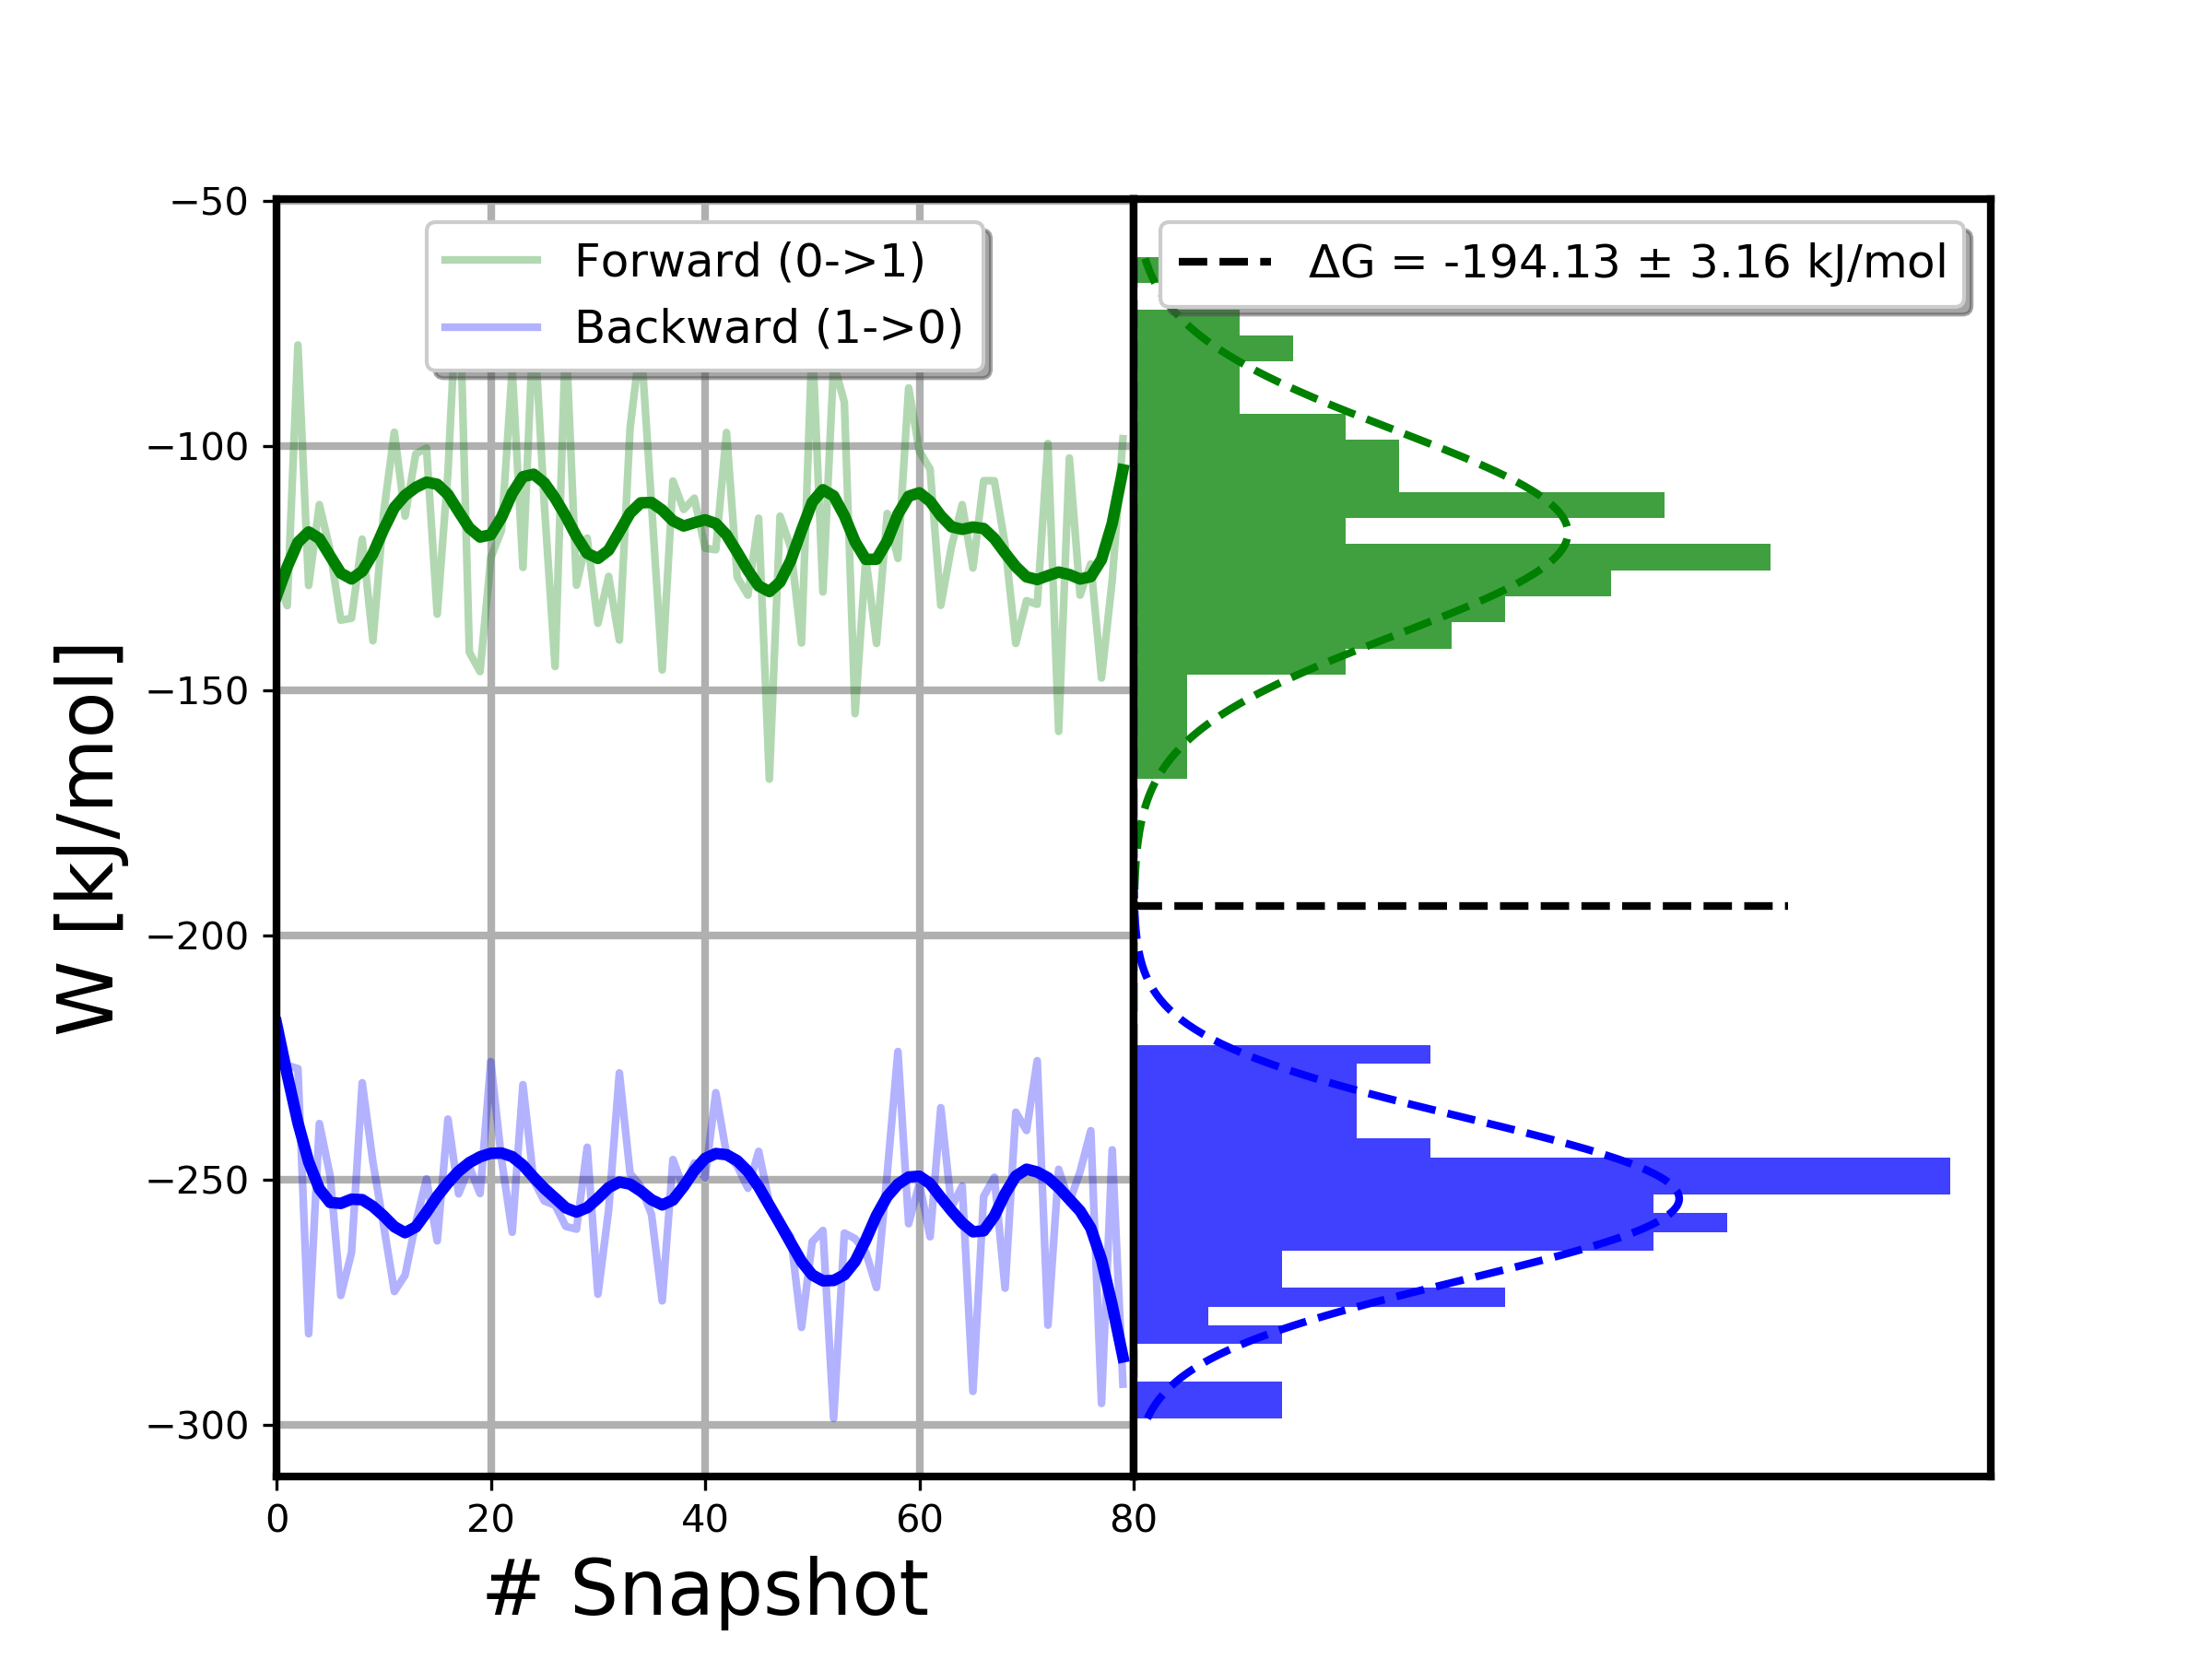 Forward (0->1)
Backward (1->0)
ΔG = -194.13 ± 3.16 kJ/mol
W [kJ/mol]
−50
−100
−150
−200
−250
−300
0 20 40 60 80
# Snapshot